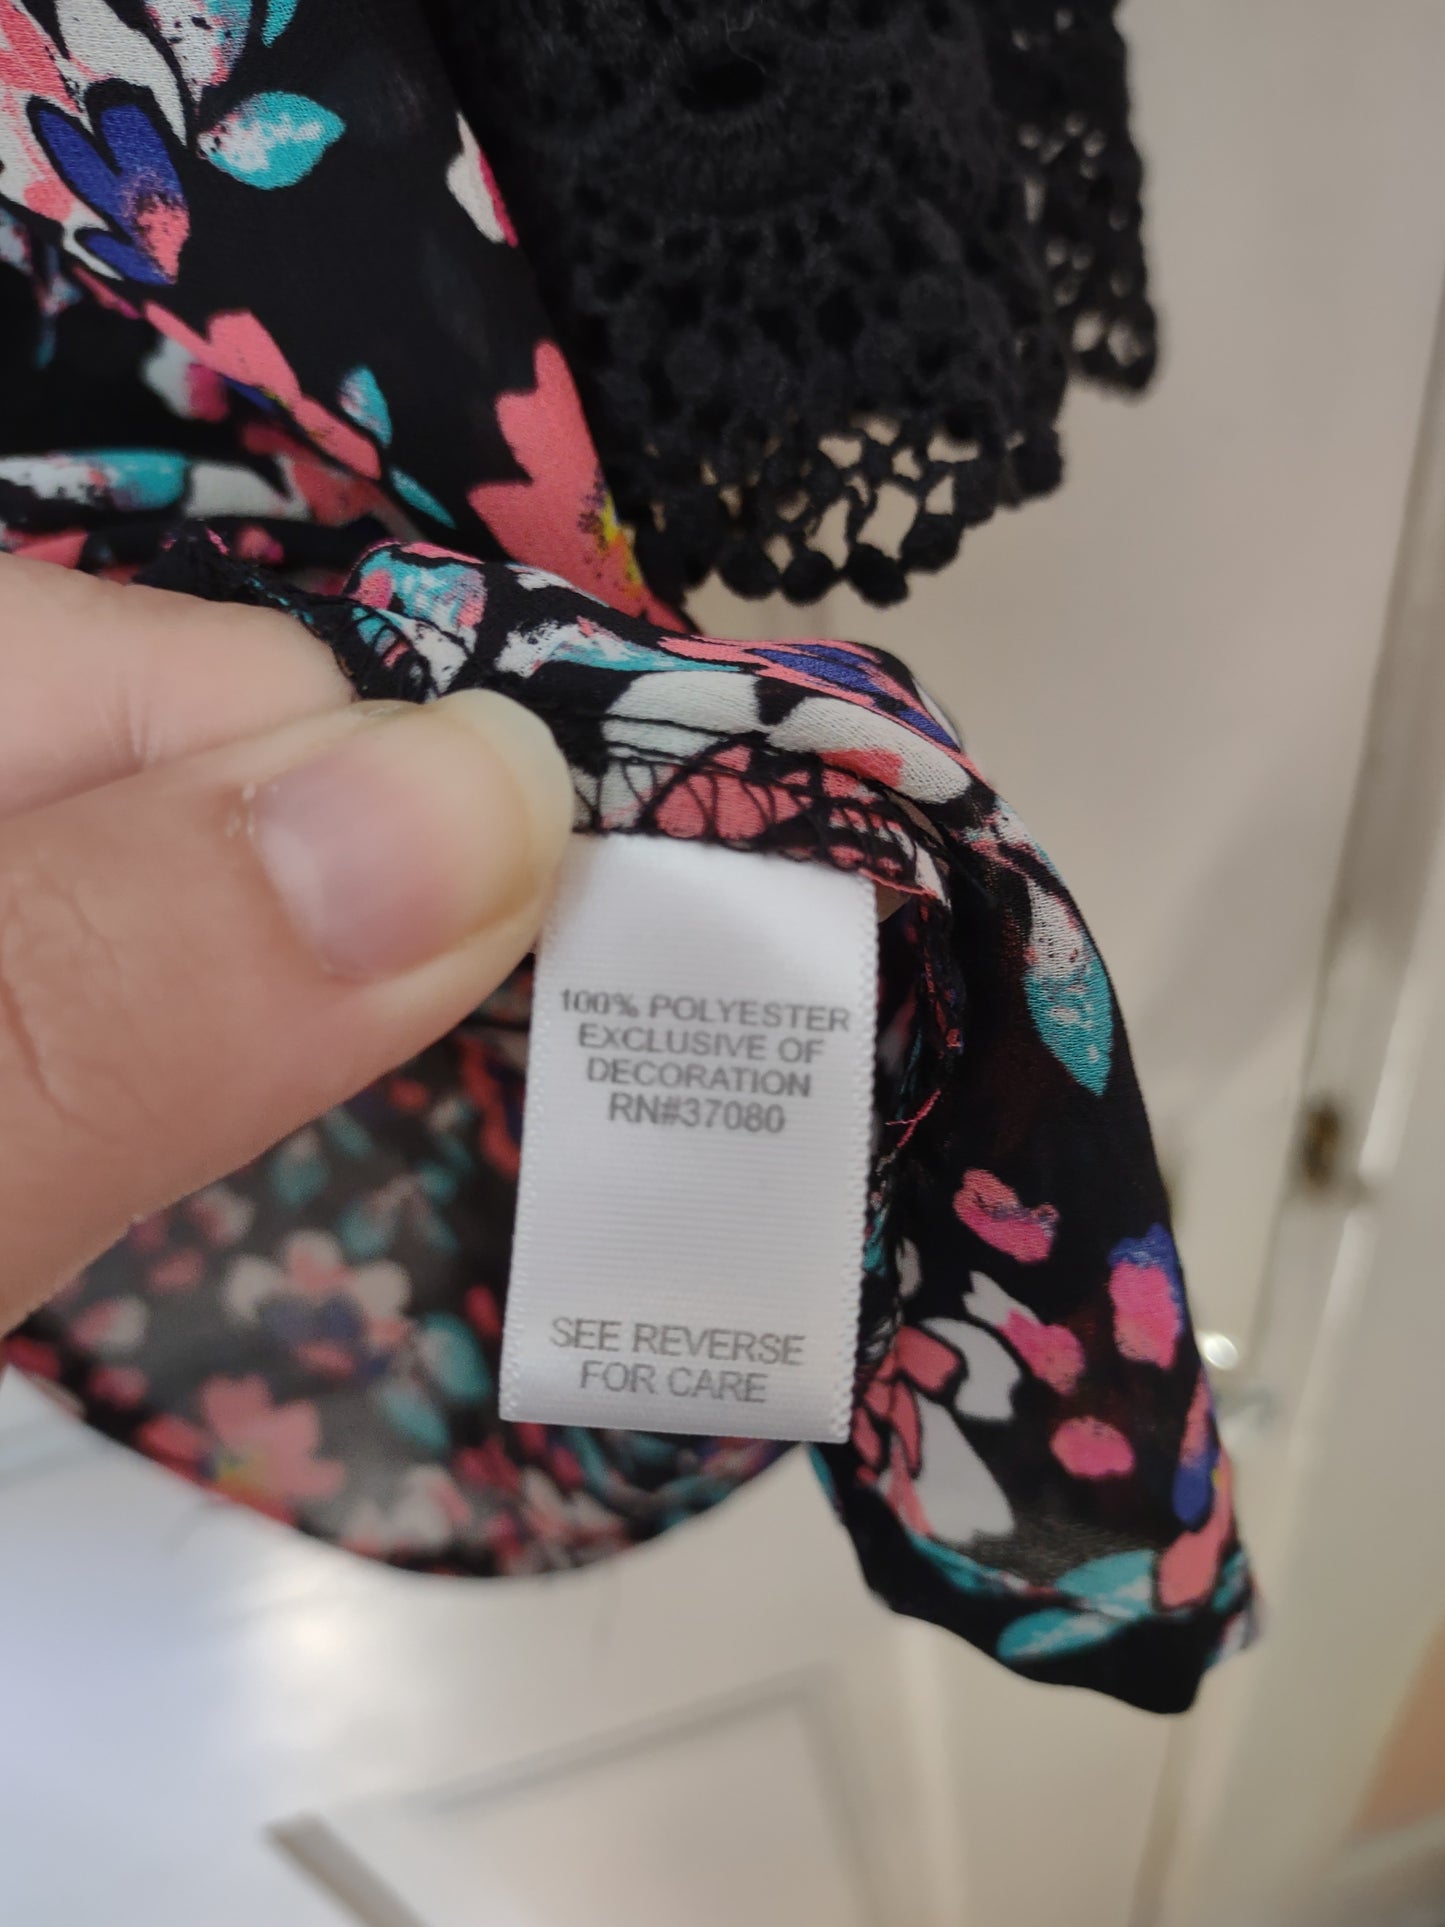 100% POLYESTER
EXCLUSIVE OF
DECORATION
RN#37080
SEE REVERSE
FOR CARE